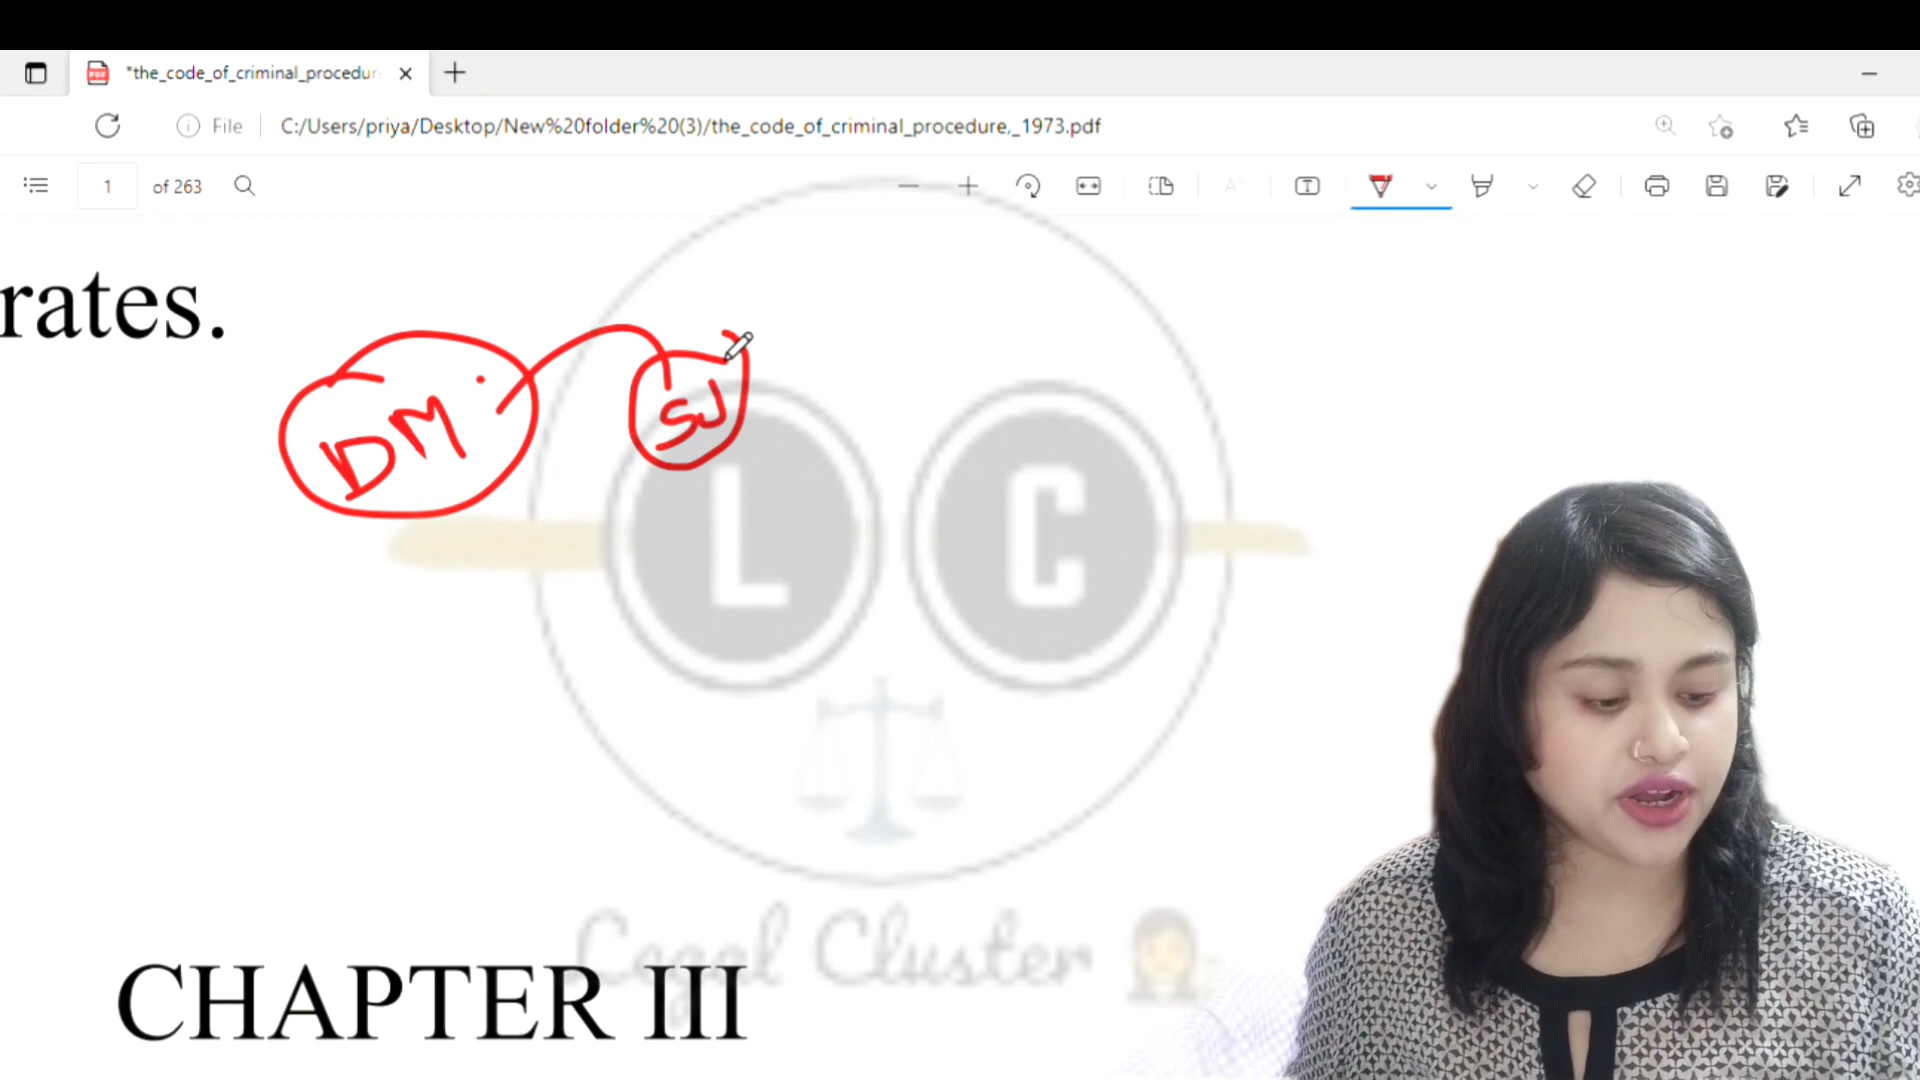 *the_code_of_criminal_procedur
File
C:/Users/priya/Desktop/New%20folder%20(3)/the_code_of_criminal_procedure,_1973.pdf
1 of 263
rates.
DM
SJ
L C
Legal Cluster
CHAPTER III